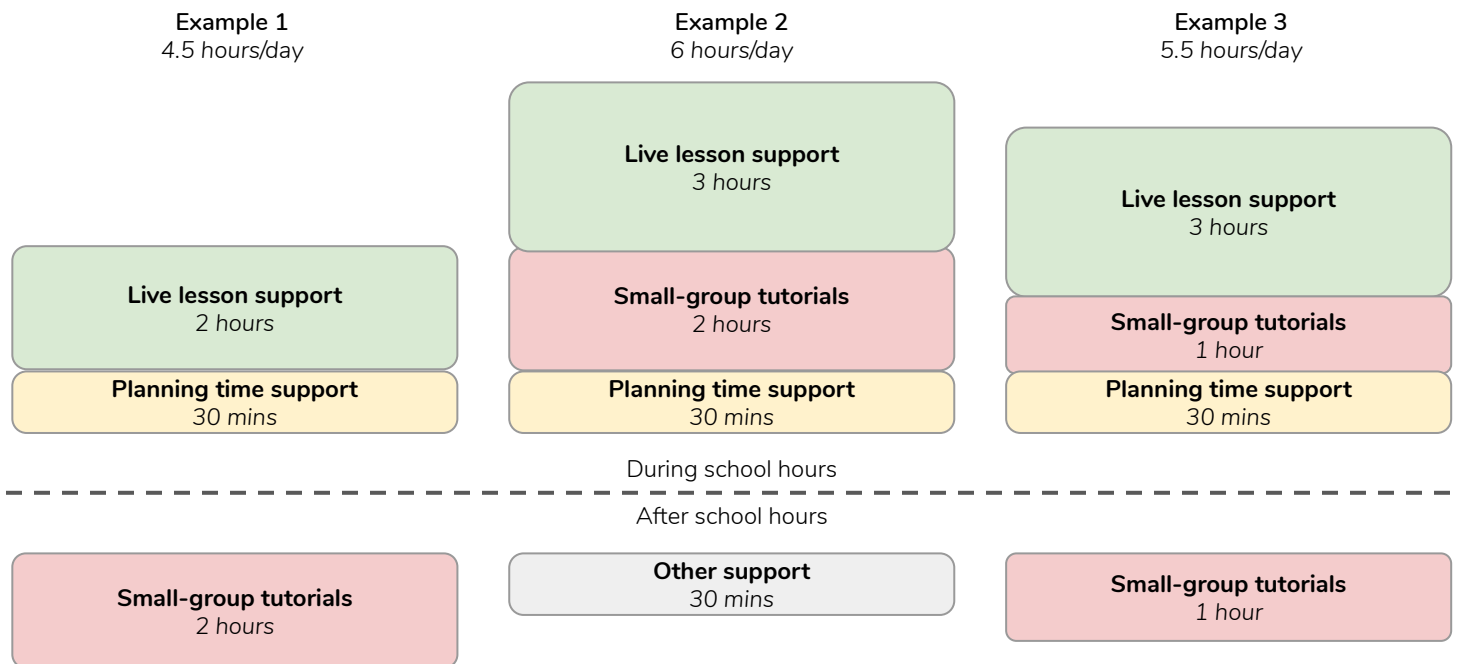 Example 1
4.5 hours/day
Example 2
6 hours/day
Example 3
5.5 hours/day
Live lesson support
2 hours
Planning time support
30 mins
Live lesson support
3 hours
Small-group tutorials
2 hours
Planning time support
30 mins
Live lesson support
3 hours
Small-group tutorials
1 hour
Planning time support
30 mins
During school hours
After school hours
Small-group tutorials
2 hours
Other support
30 mins
Small-group tutorials
1 hour